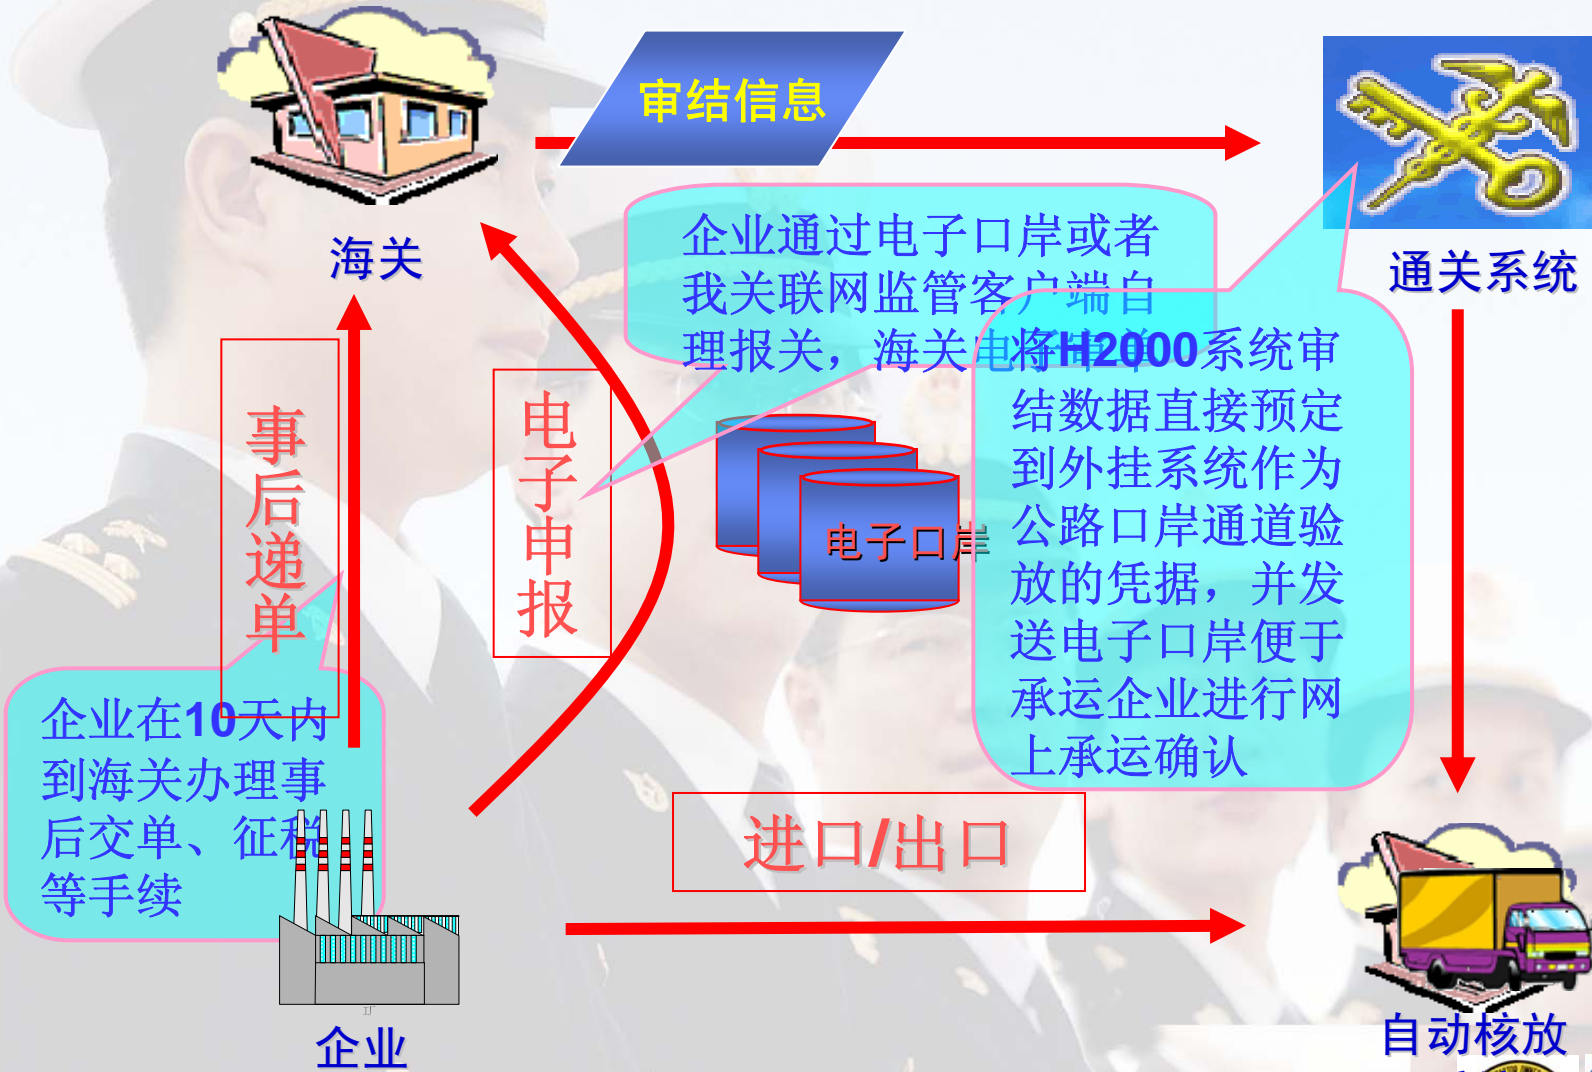 审结信息
海关
通关系统
企业通过电子口岸或者
我关联网监管客户端自
理报关，海关电子审单
将H2000系统审
结数据直接预定
到外挂系统作为
公路口岸通道验
放的凭据，并发
送电子口岸便于
承运企业进行网
上承运确认
事后递单
电子申报
电子口岸
企业在10天内
到海关办理事
后交单、征税
等手续
进口/出口
企业
自动核放